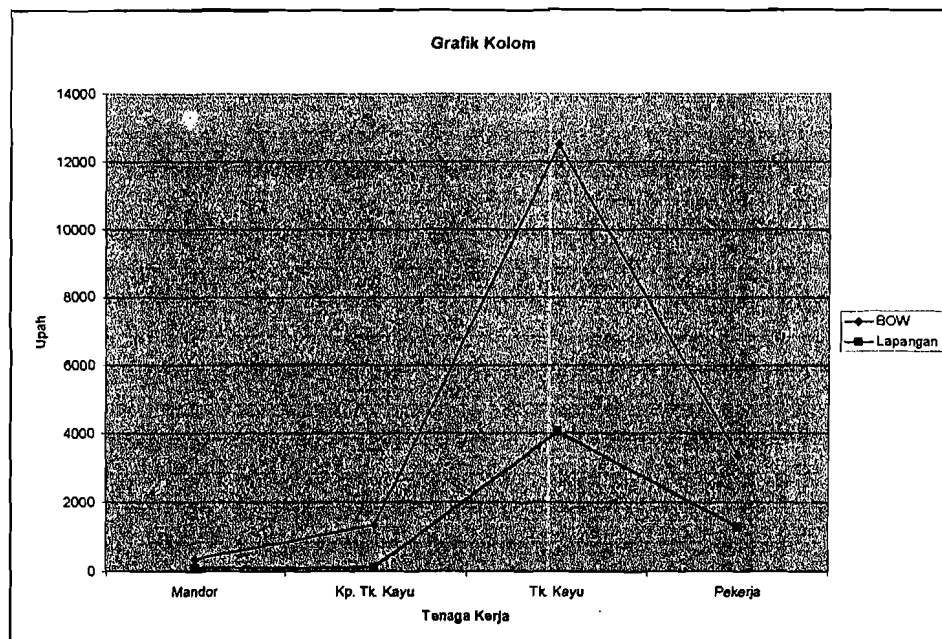 Grafik Kolom
14000
12000
10000
8000
6000
4000
2000
0
Upah
Mandor
Kp. Tk. Kayu
Tk. Kayu
Pekerja
Tenaga Kerja
BOW
Lapangan